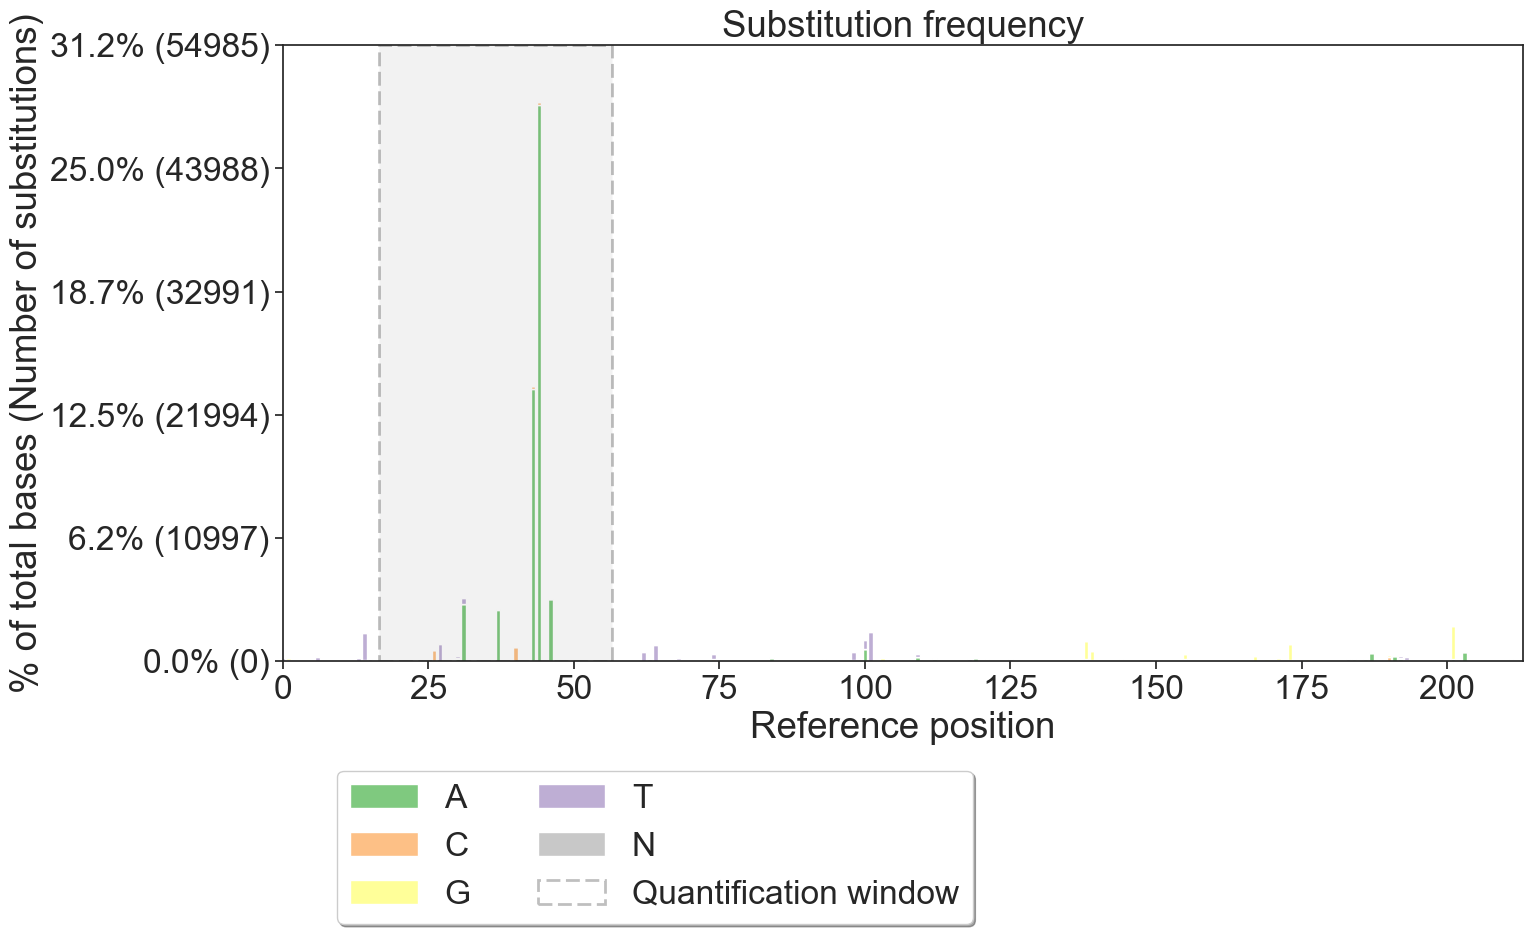 Substitution frequency
% of total bases (Number of substitutions)
31.2% (54985)
25.0% (43988)
18.7% (32991)
12.5% (21994)
6.2% (10997)
0.0% (0)
0 25 50 75 100 125 150 175 200
Reference position
A T
C N
G Quantification window